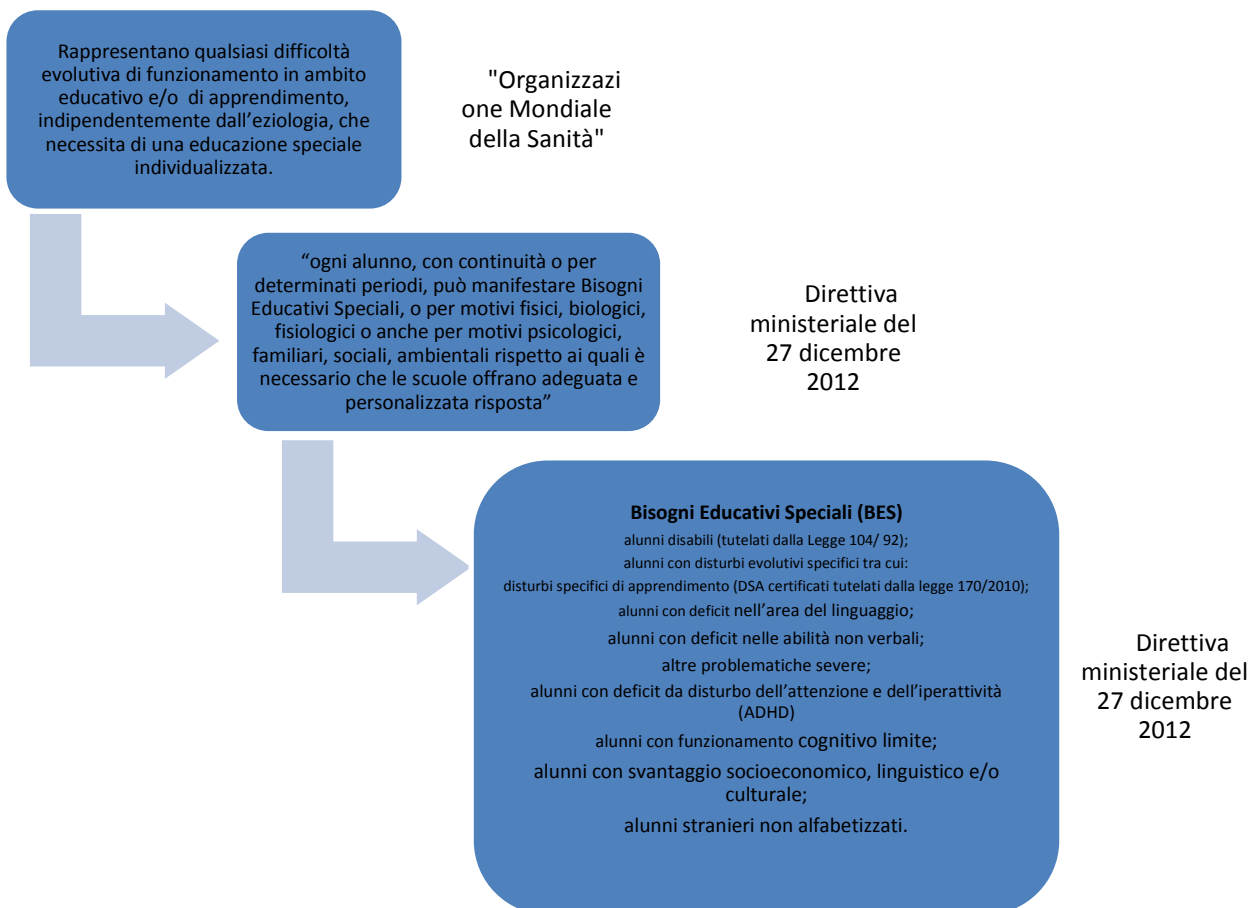 Rappresentano qualsiasi difficoltà
evolutiva di funzionamento in ambito
educativo e/o  di apprendimento,
indipendentemente dall’eziologia, che
necessita di una educazione speciale
individualizzata.
"Organizzazi
one Mondiale
della Sanità"
“ogni alunno, con continuità o per
determinati periodi, può manifestare Bisogni
Educativi Speciali, o per motivi fisici, biologici,
fisiologici o anche per motivi psicologici,
familiari, sociali, ambientali rispetto ai quali è
necessario che le scuole offrano adeguata e
personalizzata risposta”
Direttiva
ministeriale del
27 dicembre
2012
Bisogni Educativi Speciali (BES)
alunni disabili (tutelati dalla Legge 104/ 92);
alunni con disturbi evolutivi specifici tra cui:
disturbi specifici di apprendimento (DSA certificati tutelati dalla legge 170/2010);
alunni con deficit nell’area del linguaggio;
alunni con deficit nelle abilità non verbali;
altre problematiche severe;
alunni con deficit da disturbo dell’attenzione e dell’iperattività
(ADHD)
alunni con funzionamento cognitivo limite;
alunni con svantaggio socioeconomico, linguistico e/o
culturale;
alunni stranieri non alfabetizzati.
Direttiva
ministeriale del
27 dicembre
2012